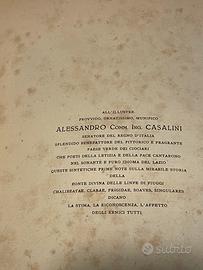 ALL'ILLUSTRE
PROVVIDO, ORNATISSIMO, MUNIFICO
ALESSANDRO COMM. ING. CASALINI
SENATORE DEL REGNO D'ITALIA
SPLENDIDO BENEFATTORE DEL PITTORICO E FRAGRANTE
PAESE VERDE DEI CIOCIARI
CHE POETI DELLA LETIZIA E DELLA PACE CANTARONO
NEL SONANTE E PURO IDIOMA DEL LAZIO
QUESTE SINTETICHE PRIME NOTE SULLA MIRABILE STORIA
DELLA
FONTE DIVINA DELLE LINFE DI FIUGGI
CHALIBEATAE, CLARAE, FRIGIDAE, SOAVES, SINGULARES
DICANO
LA STIMA, LA RICONOSCENZA, L'AFFETTO
DEGLI ERNICI TUTTI.
subito